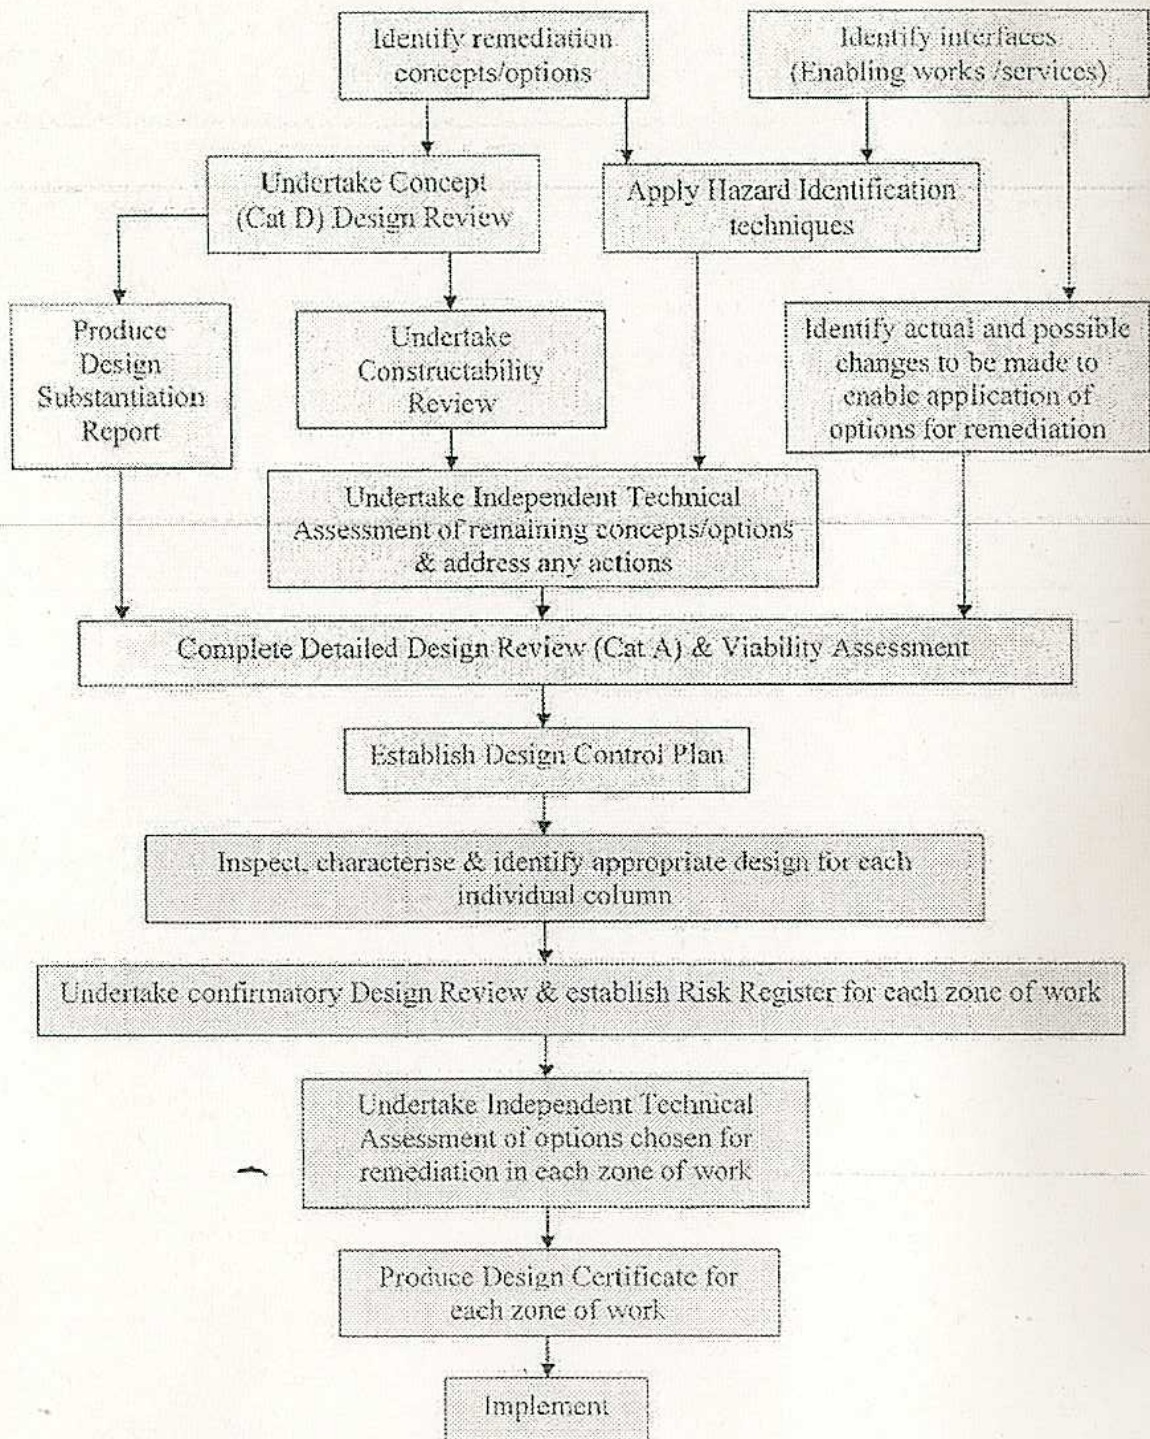 Identify remediation
concepts/options
Identify interfaces
(Enabling works /services)
Undertake Concept
(Cat D) Design Review
Apply Hazard Identification
techniques
Produce
Design
Substantiation
Report
Undertake
Constructability
Review
Identify actual and possible
changes to be made to
enable application of
options for remediation
Undertake Independent Technical
Assessment of remaining concepts/options
& address any actions
Complete Detailed Design Review (Cat A) & Viability Assessment
Establish Design Control Plan
Inspect, characterise & identify appropriate design for each
individual column
Undertake confirmatory Design Review & establish Risk Register for each zone of work
Undertake Independent Technical
Assessment of options chosen for
remediation in each zone of work
Produce Design Certificate for
each zone of work
Implement